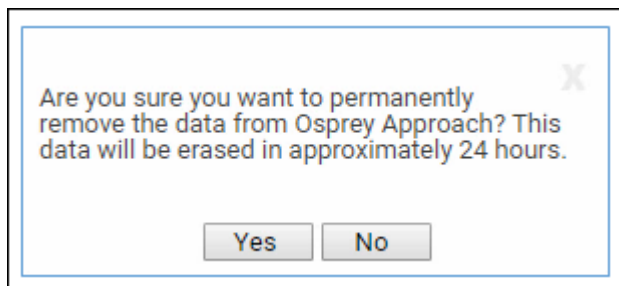 X
Are you sure you want to permanently
remove the data from Osprey Approach? This
data will be erased in approximately 24 hours.
Yes No